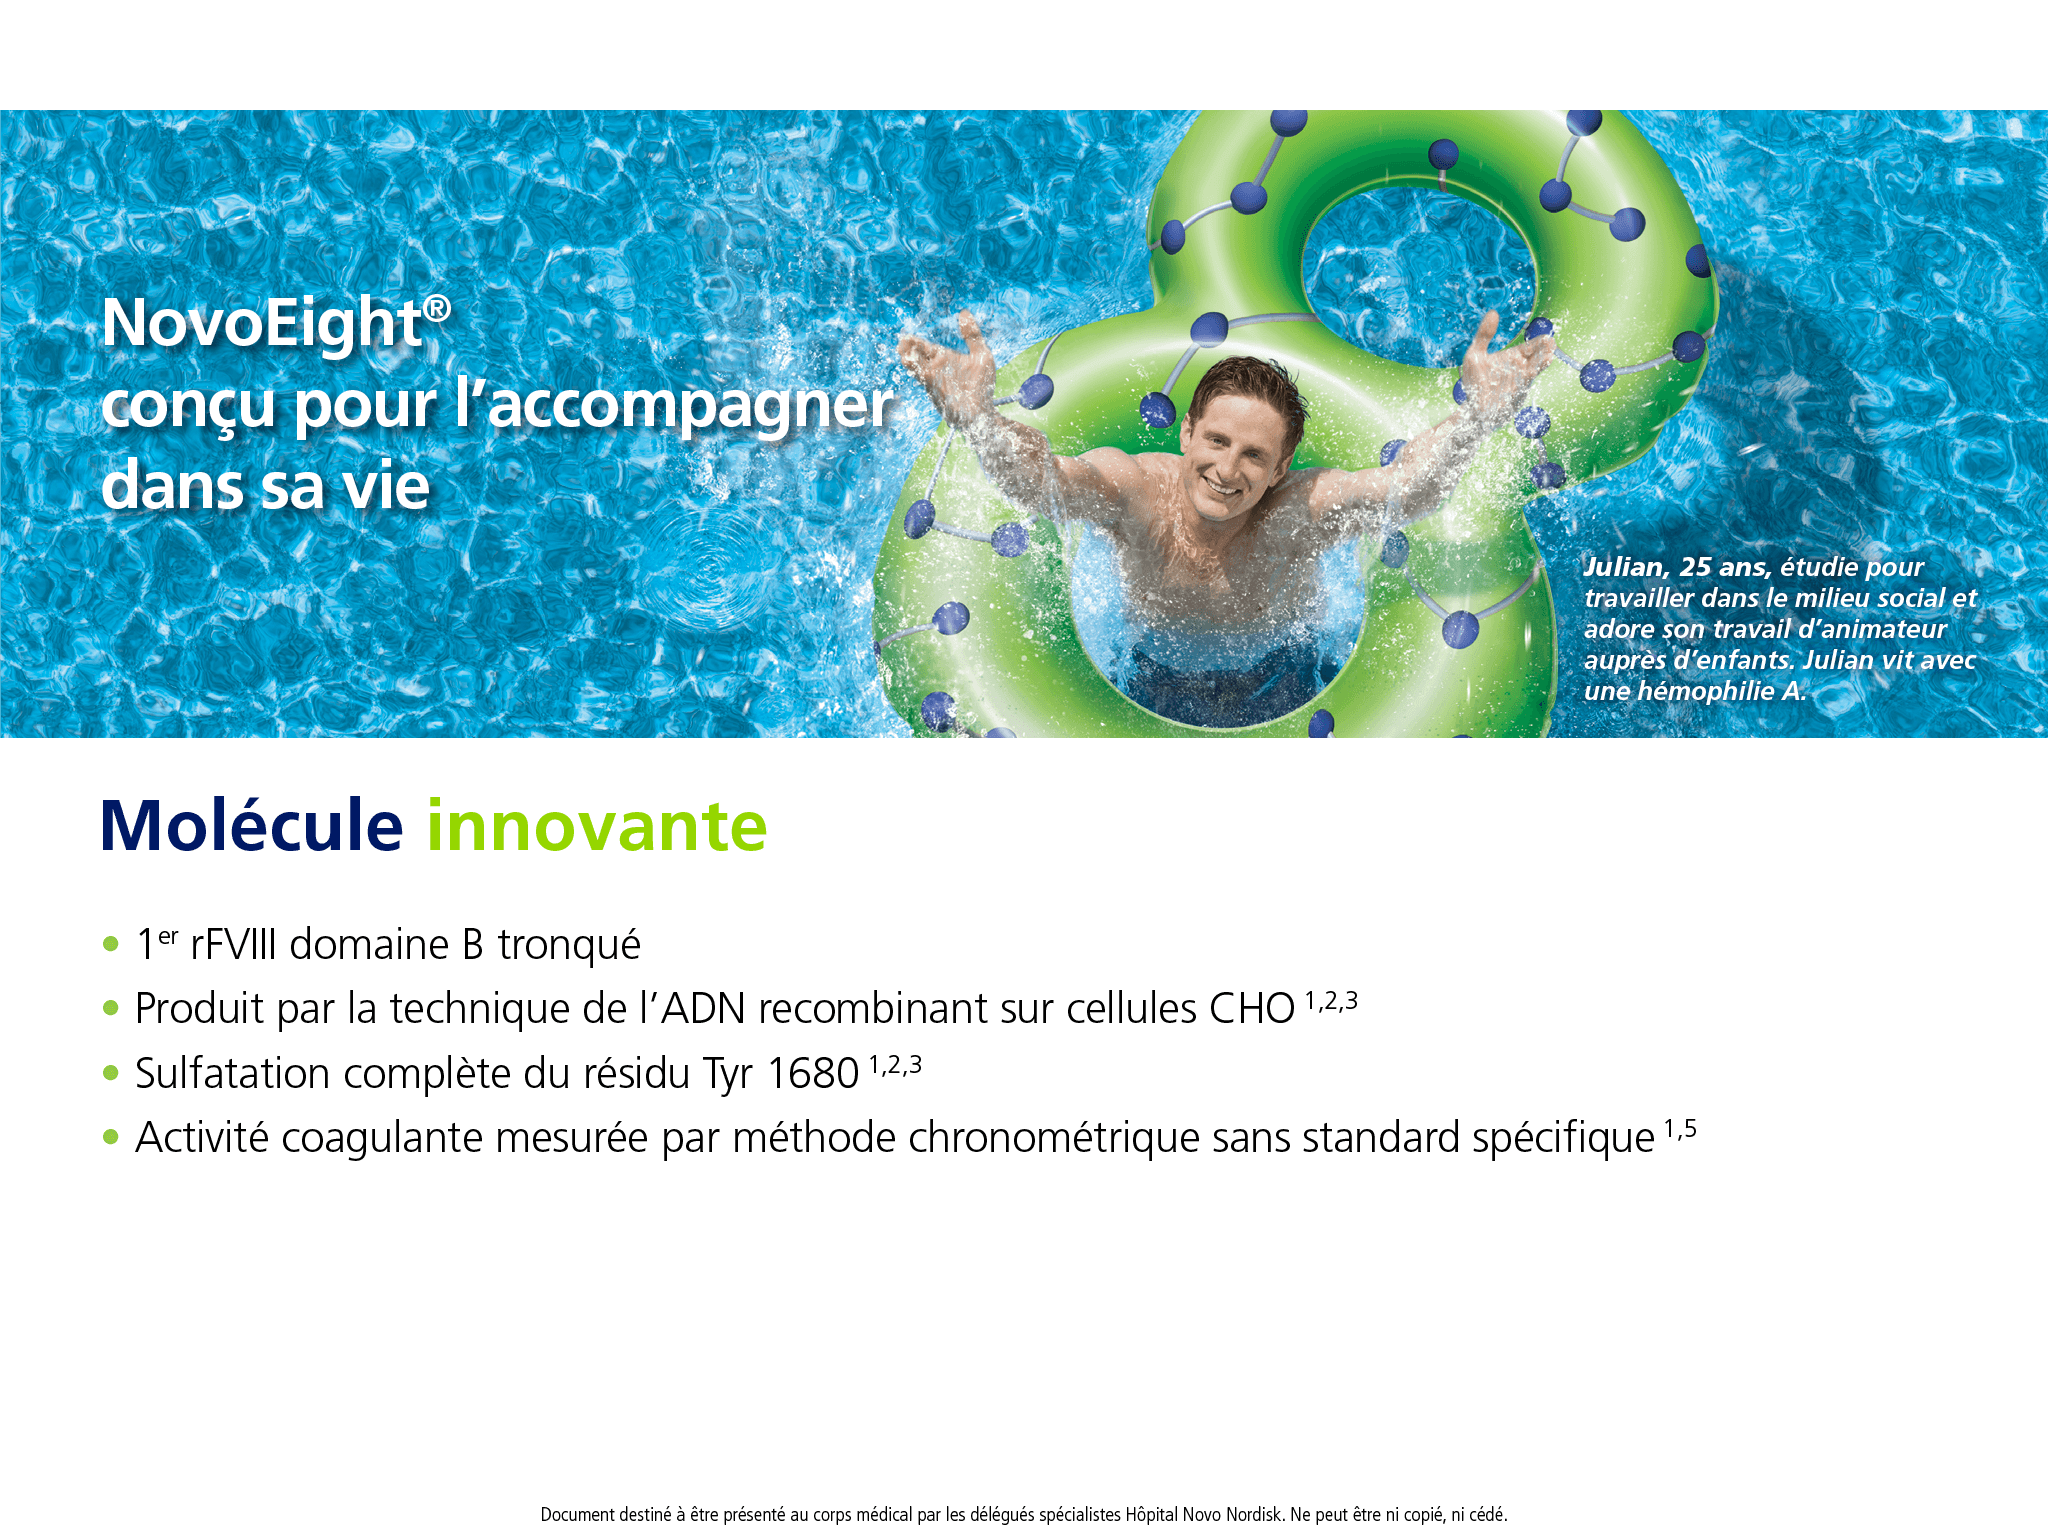 NovoEight®
conçu pour l’accompagner
dans sa vie
Julian, 25 ans, étudie pour
travailler dans le milieu social et
adore son travail d’animateur
auprès d’enfants. Julian vit avec
une hémophilie A.
Molécule innovante
• 1er rFVIII domaine B tronqué
• Produit par la technique de l’ADN recombinant sur cellules CHO 1,2,3
• Sulfatation complète du résidu Tyr 1680 1,2,3
• Activité coagulante mesurée par méthode chronométrique sans standard spécifique 1,5
Document destiné à être présenté au corps médical par les délégués spécialistes Hôpital Novo Nordisk. Ne peut être ni copié, ni cédé.